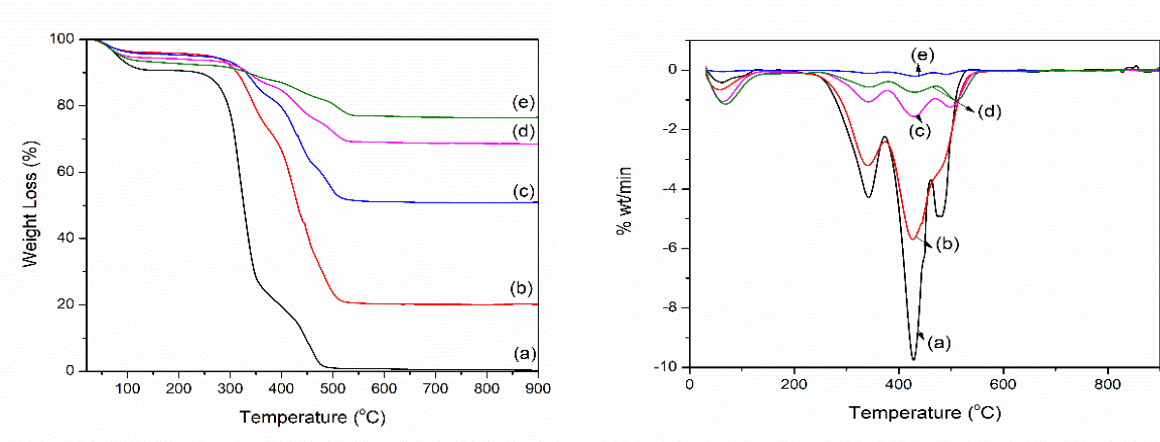 100
80
60
40
20
0
Weight Loss (%)
(e)
(d)
(c)
(b)
(a)
100 200 300 400 500 600 700 800 900
Temperature (°C)
0
-2
-4
-6
-8
-10
% wt/min
(e)
(d)
(c)
(b)
(a)
0 200 400 600 800
Temperature (°C)